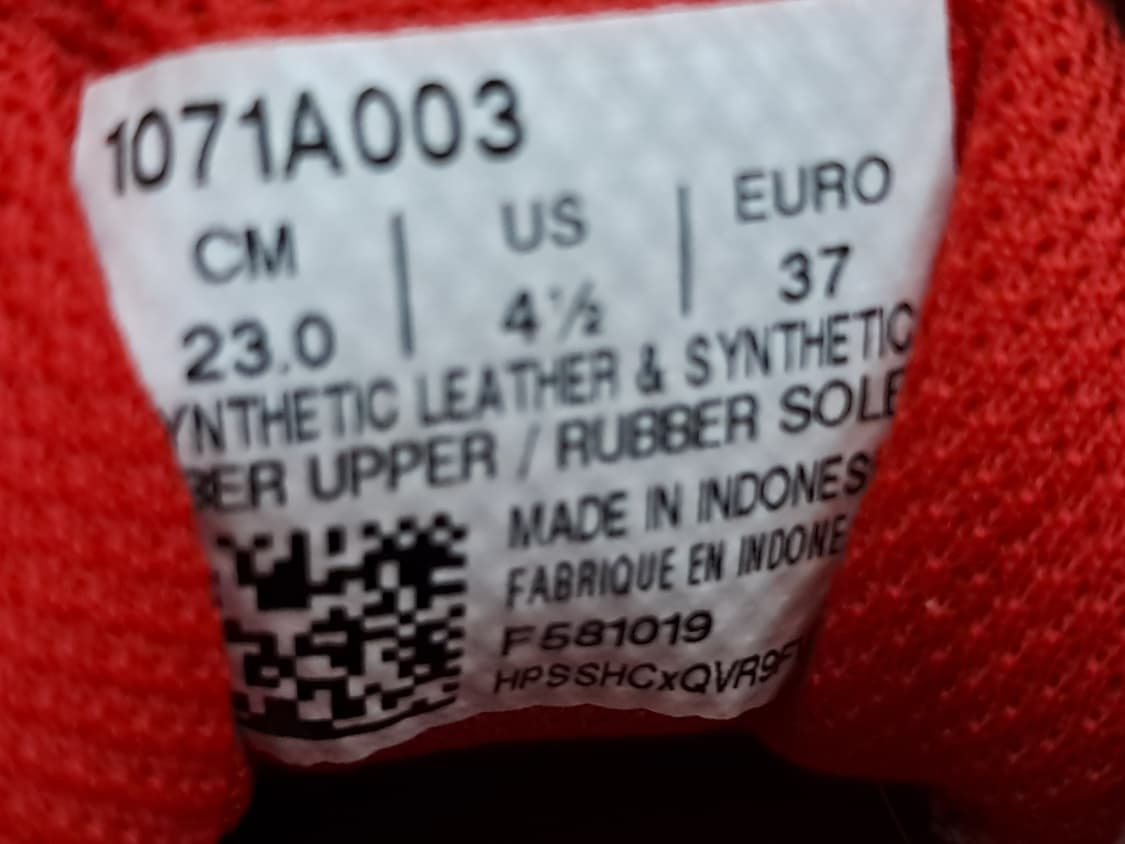 1071A003
CM | US | EURO
23.0 | 4½ | 37
YNTHETIC LEATHER & SYNTHETIC
BER UPPER / RUBBER SOLE
MADE IN INDONES
FABRIQUE EN INDONE
F581019
HPSSHCxQVR9F